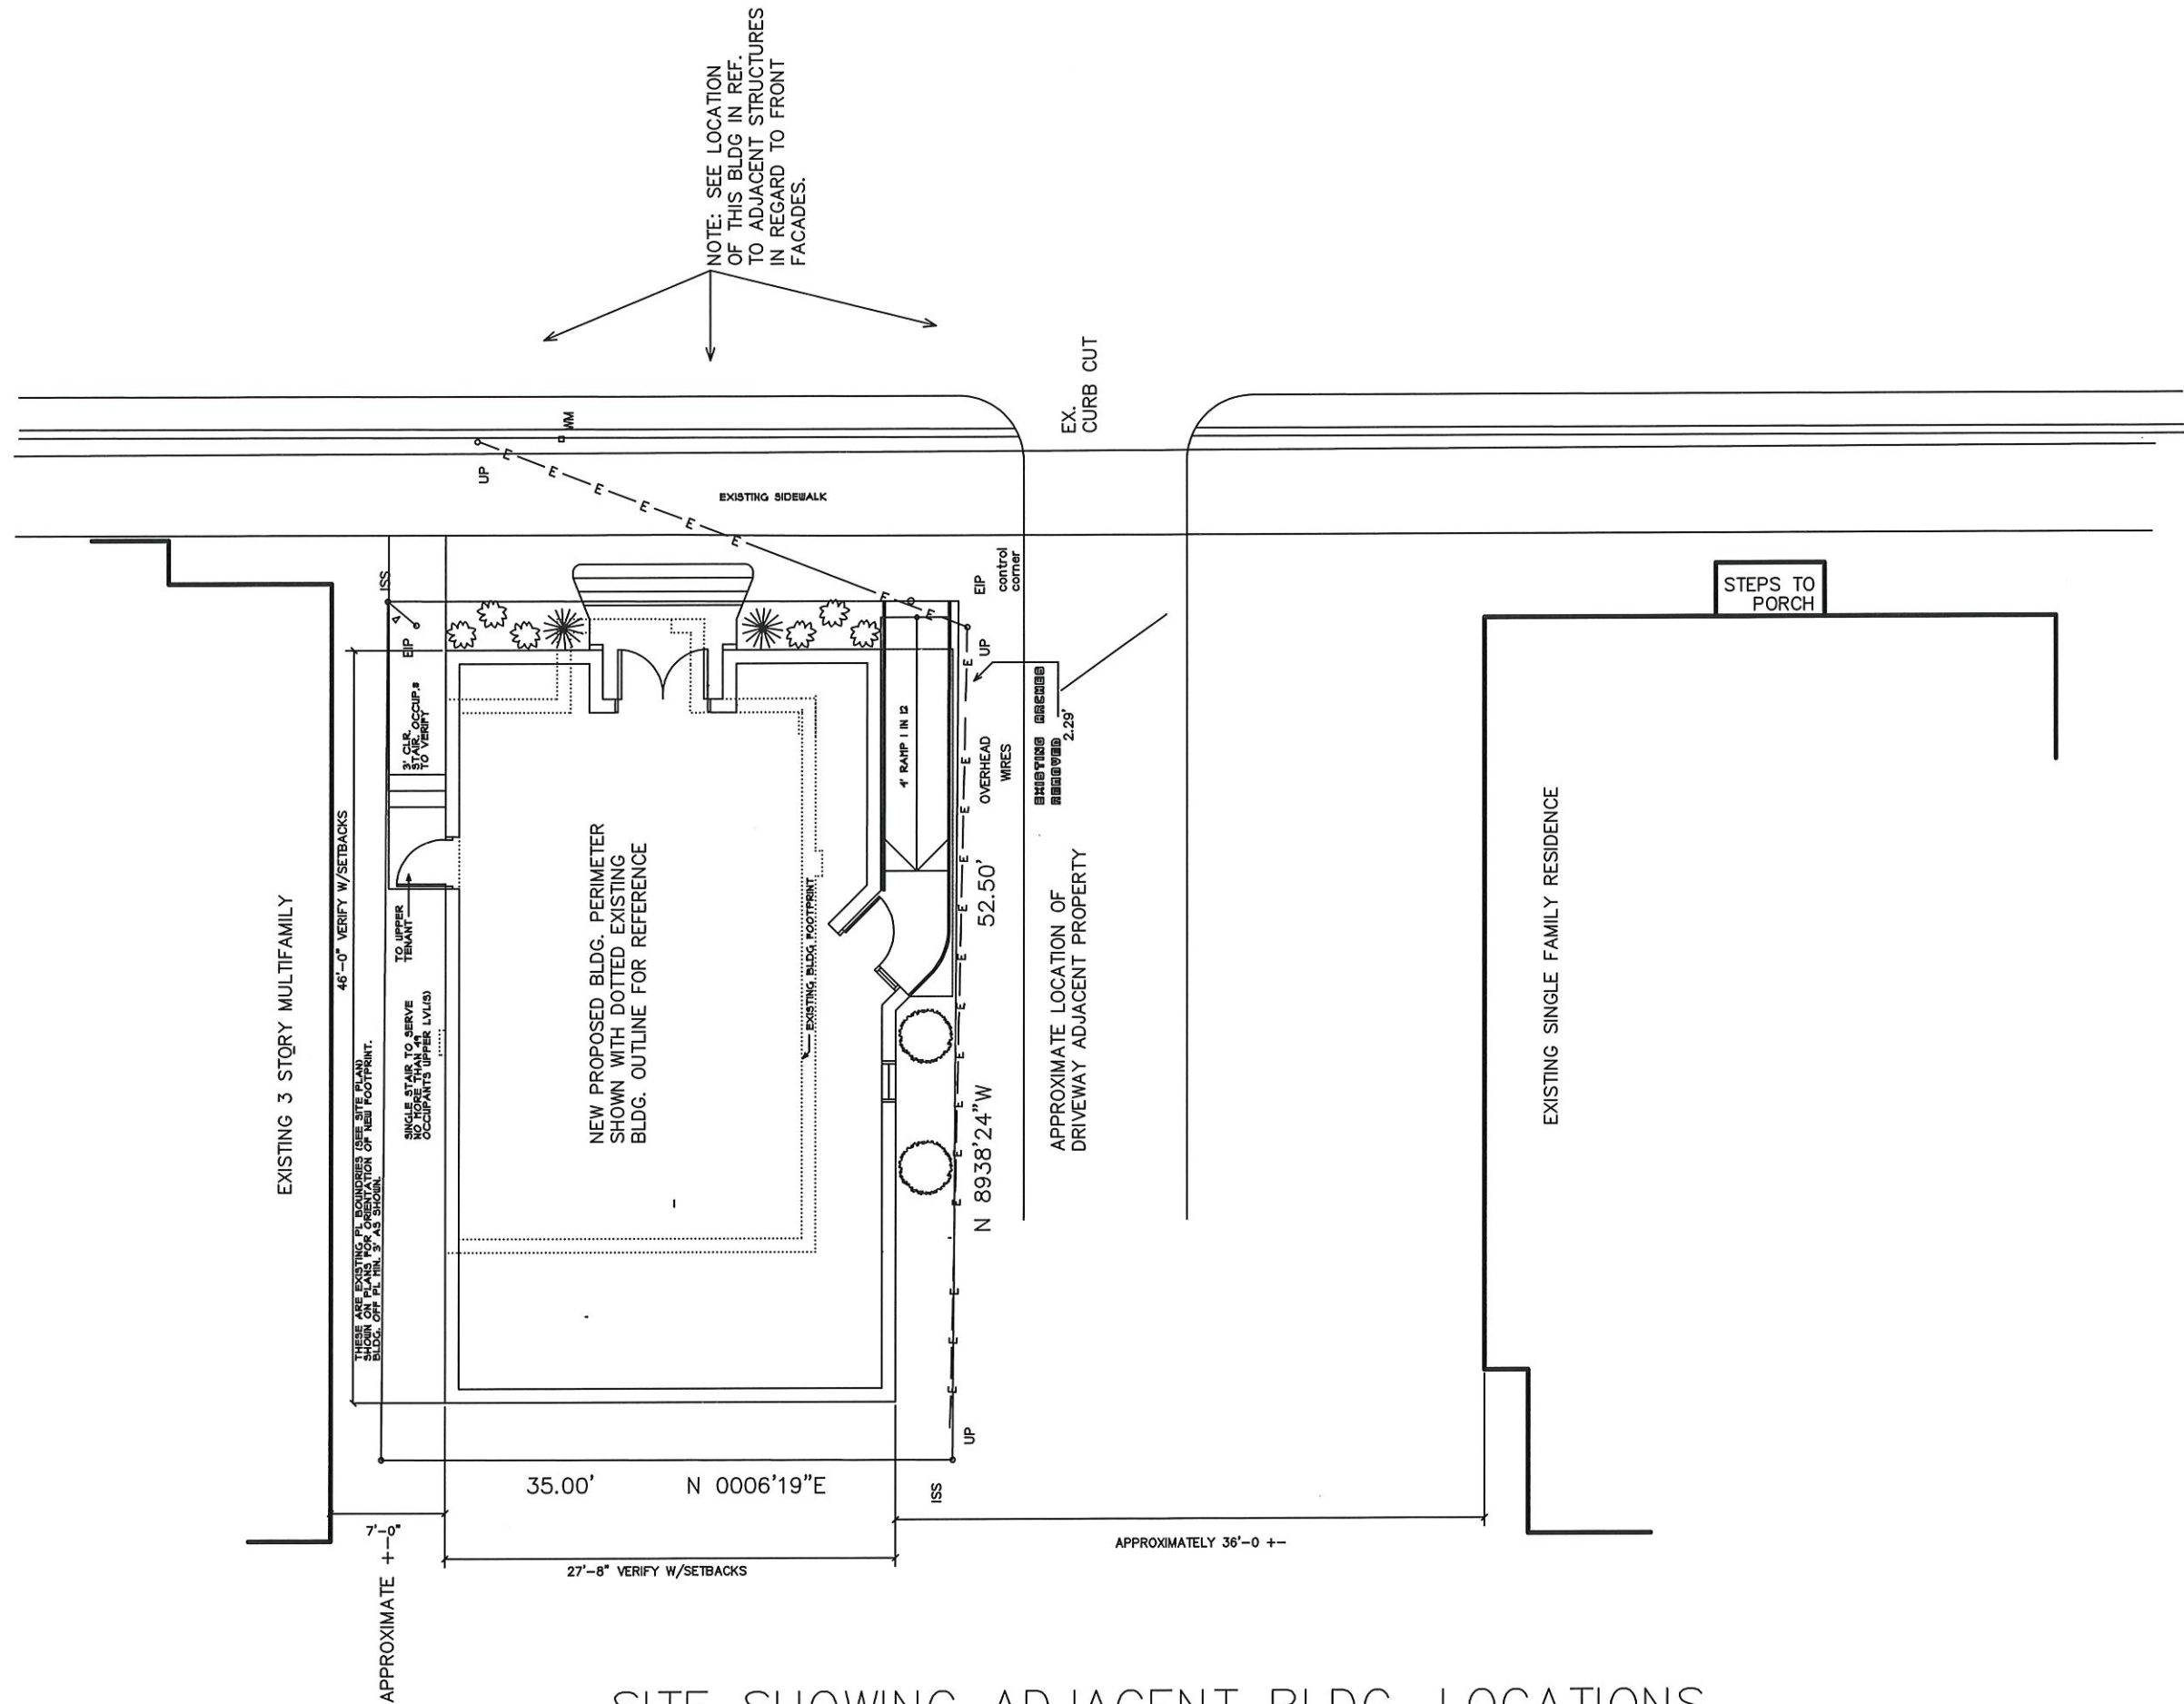 NOTE: SEE LOCATION
OF THIS BLDG IN REF.
TO ADJACENT STRUCTURES
IN REGARD TO FRONT
FACADES.
EX.
CURB CUT
WM
UP
EXISTING SIDEWALK
ISS
EIP
EIP
control
corner
UP
STEPS TO
PORCH
3' CLR.
STAIR. OCCUP.S
TO VERIFY
4' RAMP 1 IN 12
OVERHEAD
WIRES
EXISTING ARCHES
REMOVED
2.29'
46'-0" VERIFY W/SETBACKS
TO UPPER
TENANT
EXISTING 3 STORY MULTIFAMILY
SINGLE STAIR TO SERVE
NO MORE THAN 49
OCCUPANTS UPPER LVL(S)
THESE ARE EXISTING PL BOUNDRIES (SEE SITE PLAN)
SHOWN ON PLANS FOR ORIENTATION OF NEW FOOTPRINT.
BLDG. OFF PL MIN. 3' AS SHOWN.
NEW PROPOSED BLDG. PERIMETER
SHOWN WITH DOTTED EXISTING
BLDG. OUTLINE FOR REFERENCE
EXISTING BLDG FOOTPRINT
52.50'
N 8938'24"W
APPROXIMATE LOCATION OF
DRIVEWAY ADJACENT PROPERTY
EXISTING SINGLE FAMILY RESIDENCE
E E E E E E E E
E E E E E E E E E E E E E E E
UP
35.00'
N 0006'19"E
ISS
7'-0"
APPROXIMATE +-
27'-8" VERIFY W/SETBACKS
APPROXIMATELY 36'-0 +-
SITE SHOWING ADJACENT BLDG. LOCATIONS